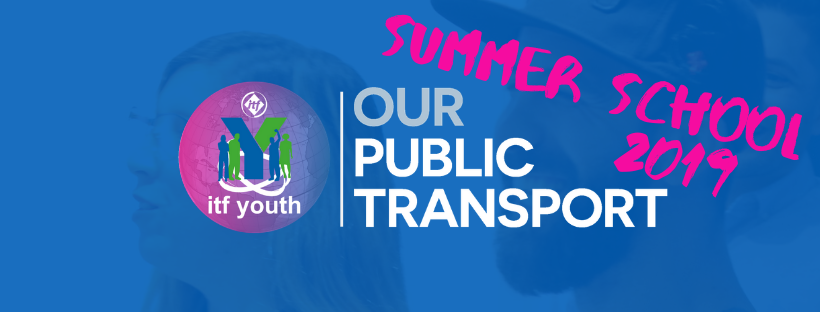 SUMMER SCHOOL
2019
itf
itf youth
OUR
PUBLIC
TRANSPORT